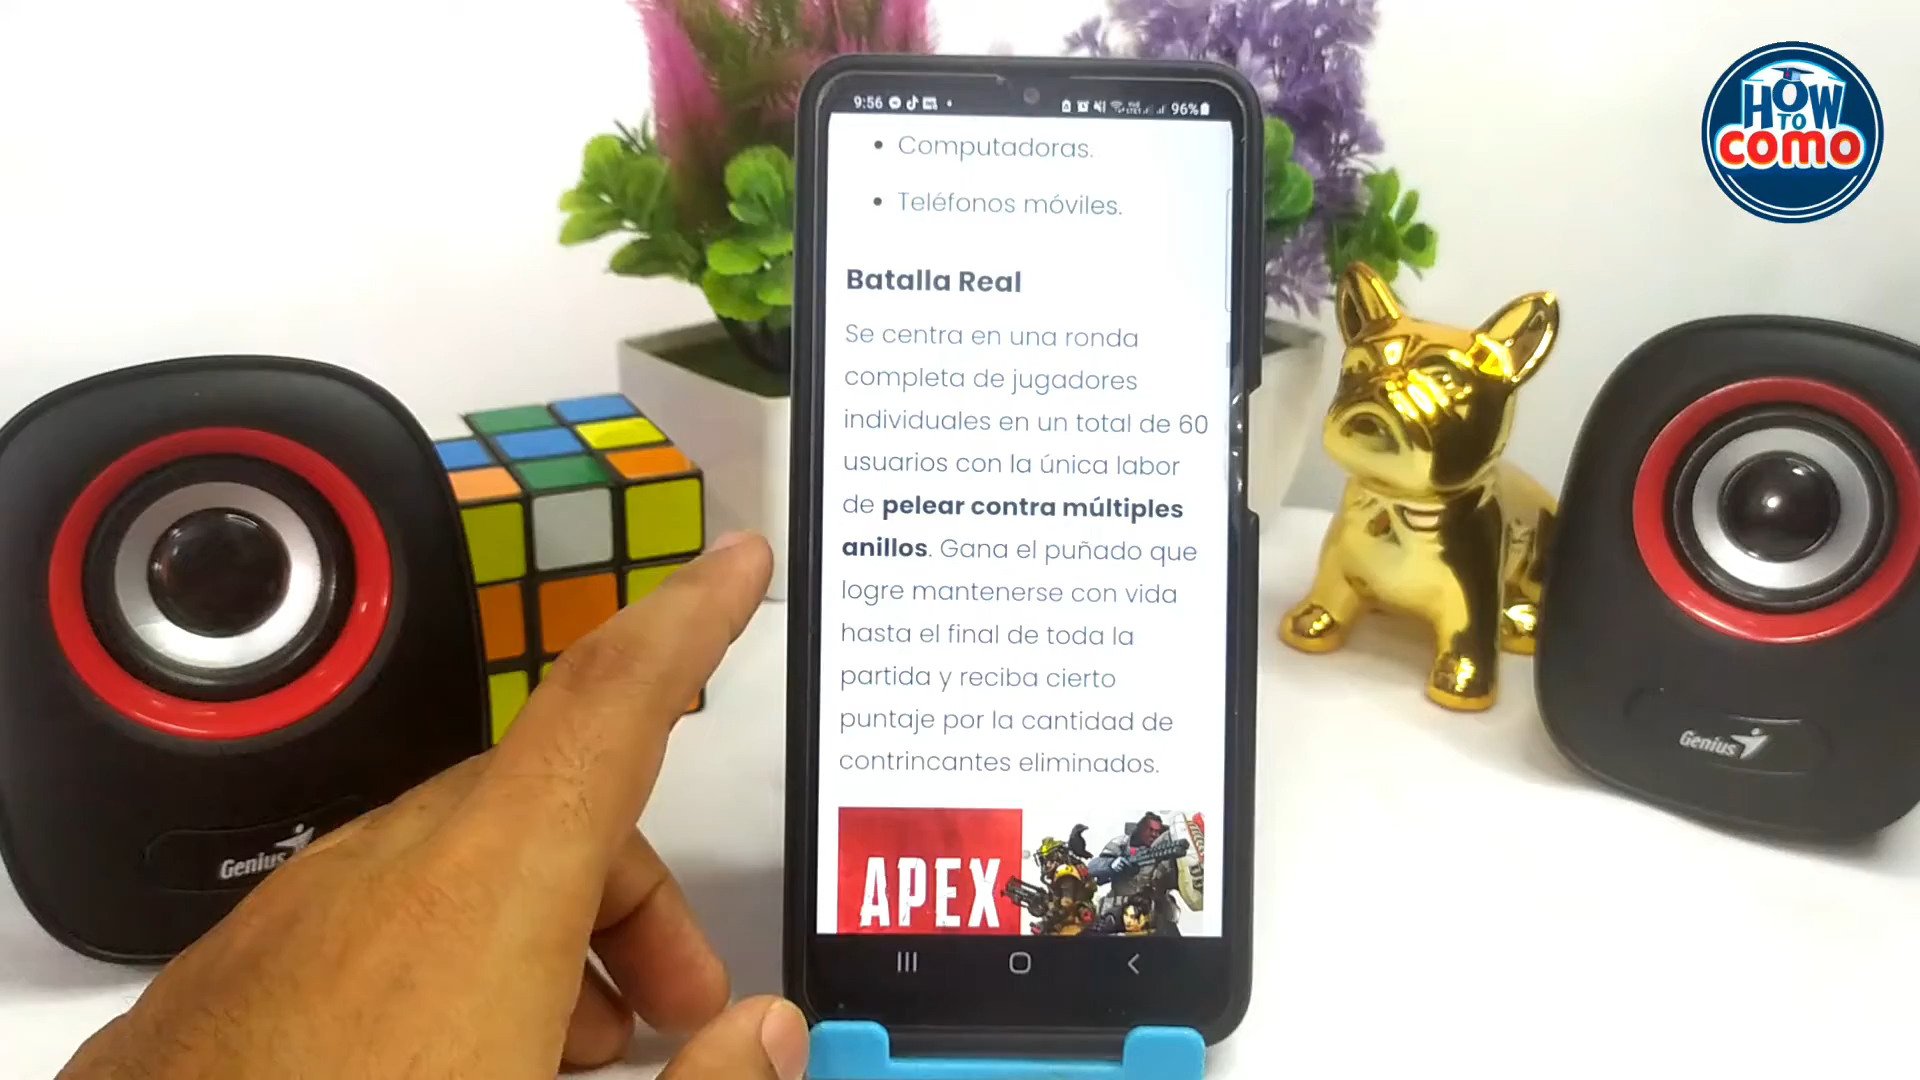 HOW
TO
COMO
9:56
96%
• Computadoras.
• Teléfonos móviles.
Batalla Real
Se centra en una ronda
completa de jugadores
individuales en un total de 60
usuarios con la única labor
de pelear contra múltiples
anillos. Gana el puñado que
logre mantenerse con vida
hasta el final de toda la
partida y reciba cierto
puntaje por la cantidad de
contrincantes eliminados.
APEX
Genius
Genius